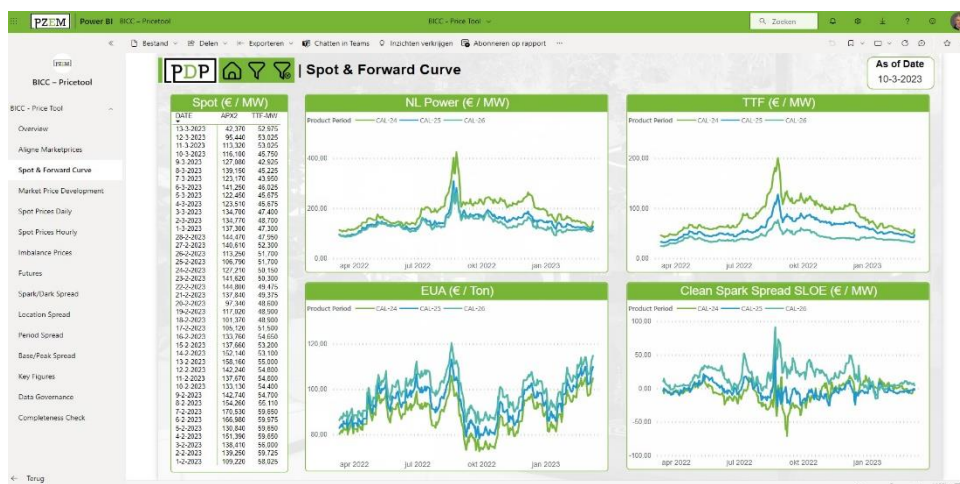 PZEM Power BI BICC – Pricetool
BICC – Price Tool
Zoeken
Bestand Delen Exporteren Chatten in Teams Inzichten verkrijgen Abonneren op rapport ...
PZEM
BICC – Pricetool
BICC - Price Tool
Overview
Aligne Marketprices
Spot & Forward Curve
Market Price Development
Spot Prices Daily
Spot Prices Hourly
Imbalance Prices
Futures
Spark/Dark Spread
Location Spread
Period Spread
Base/Peak Spread
Key Figures
Data Governance
Completeness Check
Terug
PDP | Spot & Forward Curve
As of Date
10-3-2023
Spot (€ / MW)
DATE APX2 TTF-MW
13-3-2023 42,370 52,975
12-3-2023 95,440 53,025
11-3-2023 113,320 53,025
10-3-2023 116,100 45,750
9-3-2023 127,880 42,925
8-3-2023 139,150 45,225
7-3-2023 123,170 43,950
6-3-2023 141,250 46,025
5-3-2023 122,460 45,675
4-3-2023 123,510 45,675
3-3-2023 134,700 47,400
2-3-2023 134,770 48,700
1-3-2023 137,380 47,300
28-2-2023 144,470 47,950
27-2-2023 140,610 52,300
26-2-2023 113,250 51,700
25-2-2023 106,790 51,700
24-2-2023 127,210 50,150
23-2-2023 141,620 50,300
22-2-2023 144,880 49,475
21-2-2023 137,840 49,375
20-2-2023 97,340 48,600
19-2-2023 117,020 48,900
18-2-2023 101,370 48,900
17-2-2023 105,120 51,500
16-2-2023 133,760 54,650
15-2-2023 137,660 53,200
14-2-2023 152,140 53,100
13-2-2023 158,160 55,000
12-2-2023 142,240 54,800
11-2-2023 137,670 54,800
10-2-2023 133,130 54,400
9-2-2023 142,740 54,700
8-2-2023 154,260 55,110
7-2-2023 170,530 59,650
6-2-2023 166,980 59,975
5-2-2023 130,840 59,650
4-2-2023 151,390 59,650
3-2-2023 138,410 56,000
2-2-2023 139,250 59,725
1-2-2023 109,220 58,025
NL Power (€ / MW)
Product Period CAL-24 CAL-25 CAL-26
400,00
200,00
0,00
apr 2022 jul 2022 okt 2022 jan 2023
TTF (€ / MW)
Product Period CAL-24 CAL-25 CAL-26
200,00
100,00
0,00
apr 2022 jul 2022 okt 2022 jan 2023
EUA (€ / Ton)
Product Period CAL-24 CAL-25 CAL-26
120,00
100,00
80,00
apr 2022 jul 2022 okt 2022 jan 2023
Clean Spark Spread SLOE (€ / MW)
Product Period CAL-24 CAL-25 CAL-26
100,00
50,00
0,00
-50,00
-100,00
apr 2022 jul 2022 okt 2022 jan 2023